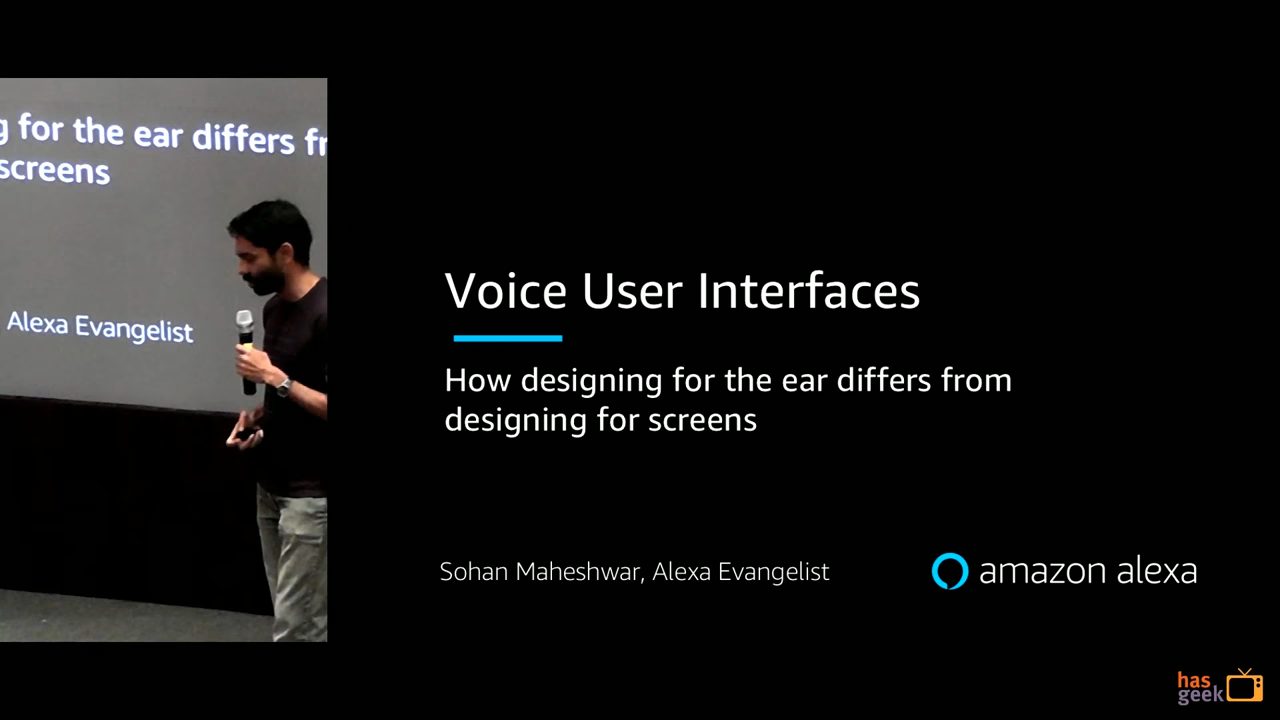 g for the ear differs fr
screens
Alexa Evangelist
Voice User Interfaces
How designing for the ear differs from
designing for screens
Sohan Maheshwar, Alexa Evangelist
amazon alexa
has
geek